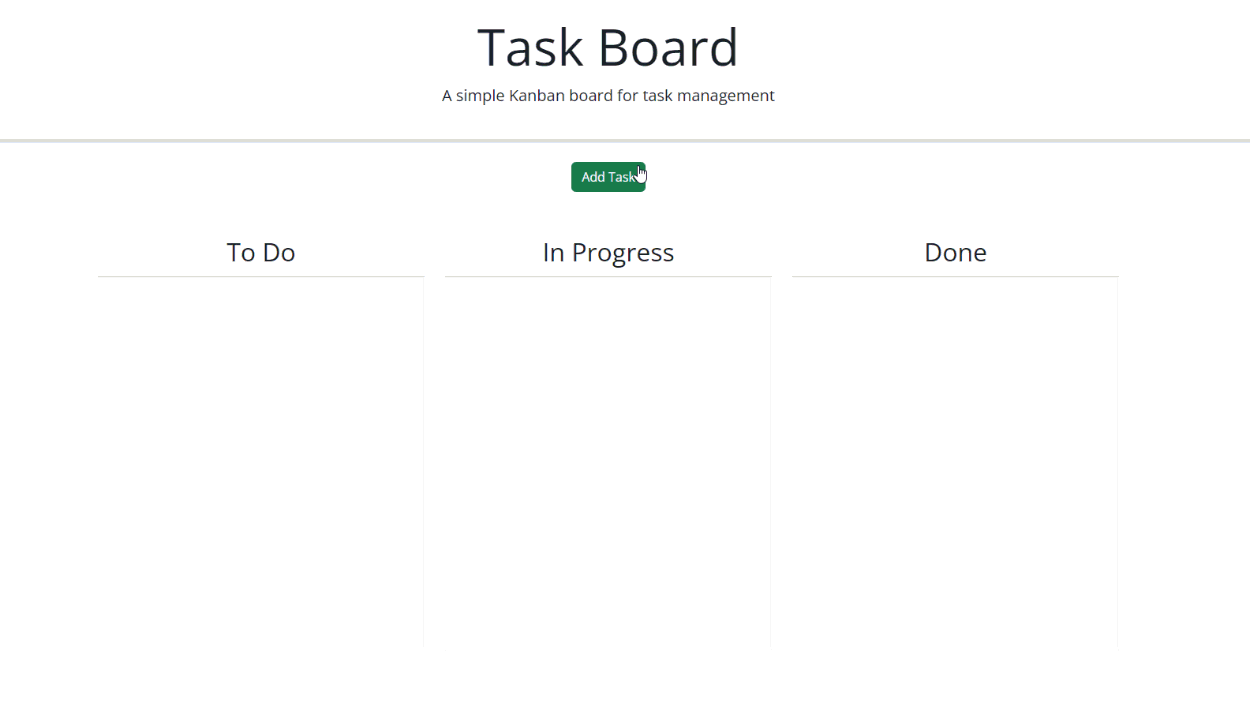 Task Board
A simple Kanban board for task management
Add Task
To Do
In Progress
Done